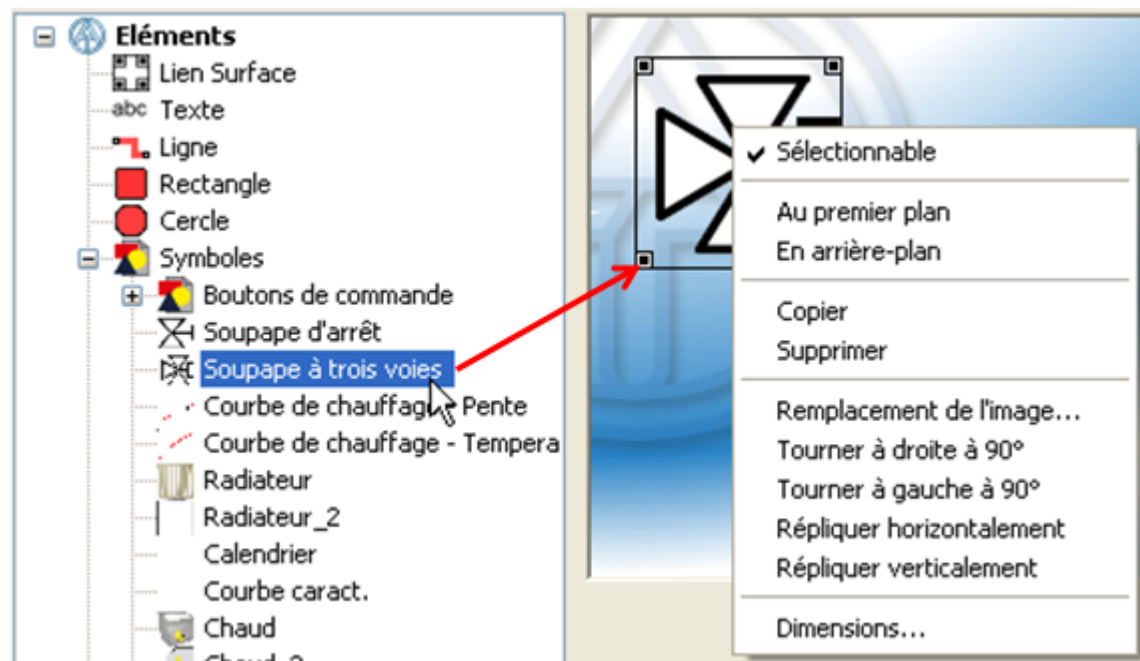 Eléments
Lien Surface
abc Texte
Ligne
Rectangle
Cercle
Symboles
Boutons de commande
Soupape d'arrêt
Soupape à trois voies
Courbe de chauffage - Pente
Courbe de chauffage - Tempera
Radiateur
Radiateur_2
Calendrier
Courbe caract.
Chaud
Chaud_2
Sélectionnable
Au premier plan
En arrière-plan
Copier
Supprimer
Remplacement de l'image...
Tourner à droite à 90°
Tourner à gauche à 90°
Répliquer horizontalement
Répliquer verticalement
Dimensions...